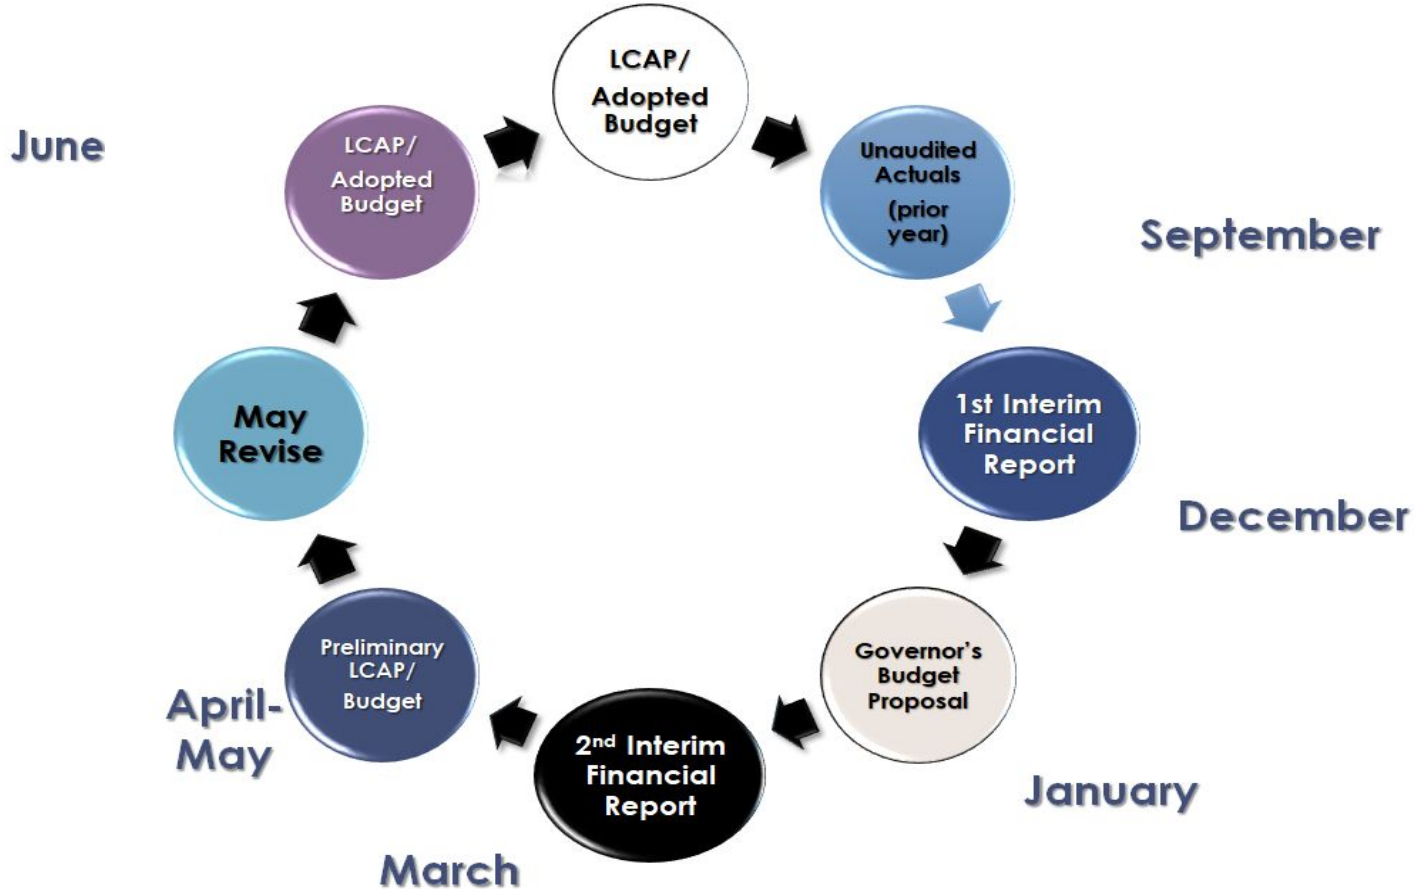 LCAP/
Adopted
Budget
Unaudited
Actuals
(prior
year)
September
1st Interim
Financial
Report
December
Governor’s
Budget
Proposal
January
2nd Interim
Financial
Report
March
Preliminary
LCAP/
Budget
April-
May
May
Revise
LCAP/
Adopted
Budget
June